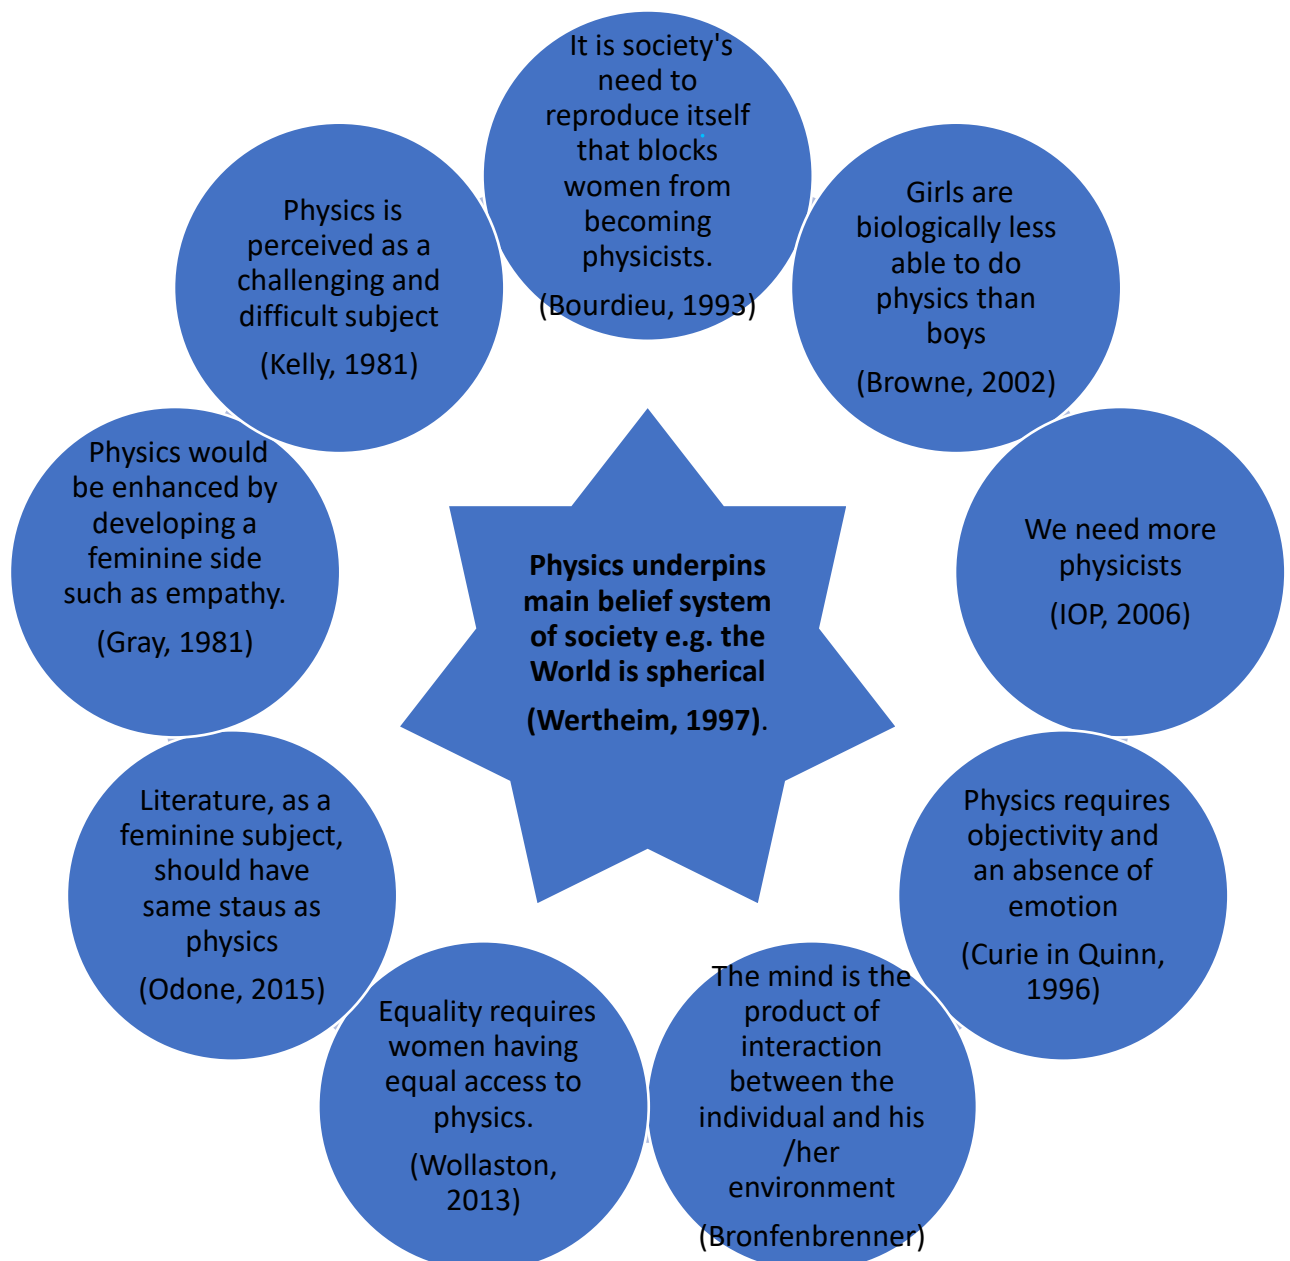 It is society's
need to
reproduce itself
that blocks
women from
becoming
physicists.
(Bourdieu, 1993)
Girls are
biologically less
able to do
physics than
boys
(Browne, 2002)
We need more
physicists
(IOP, 2006)
Physics requires
objectivity and
an absence of
emotion
(Curie in Quinn,
1996)
The mind is the
product of
interaction
between the
individual and his
/her
environment
(Bronfenbrenner)
Equality requires
women having
equal access to
physics.
(Wollaston,
2013)
Literature, as a
feminine subject,
should have
same staus as
physics
(Odone, 2015)
Physics would
be enhanced by
developing a
feminine side
such as empathy.
(Gray, 1981)
Physics is
perceived as a
challenging and
difficult subject
(Kelly, 1981)
Physics underpins
main belief system
of society e.g. the
World is spherical
(Wertheim, 1997).